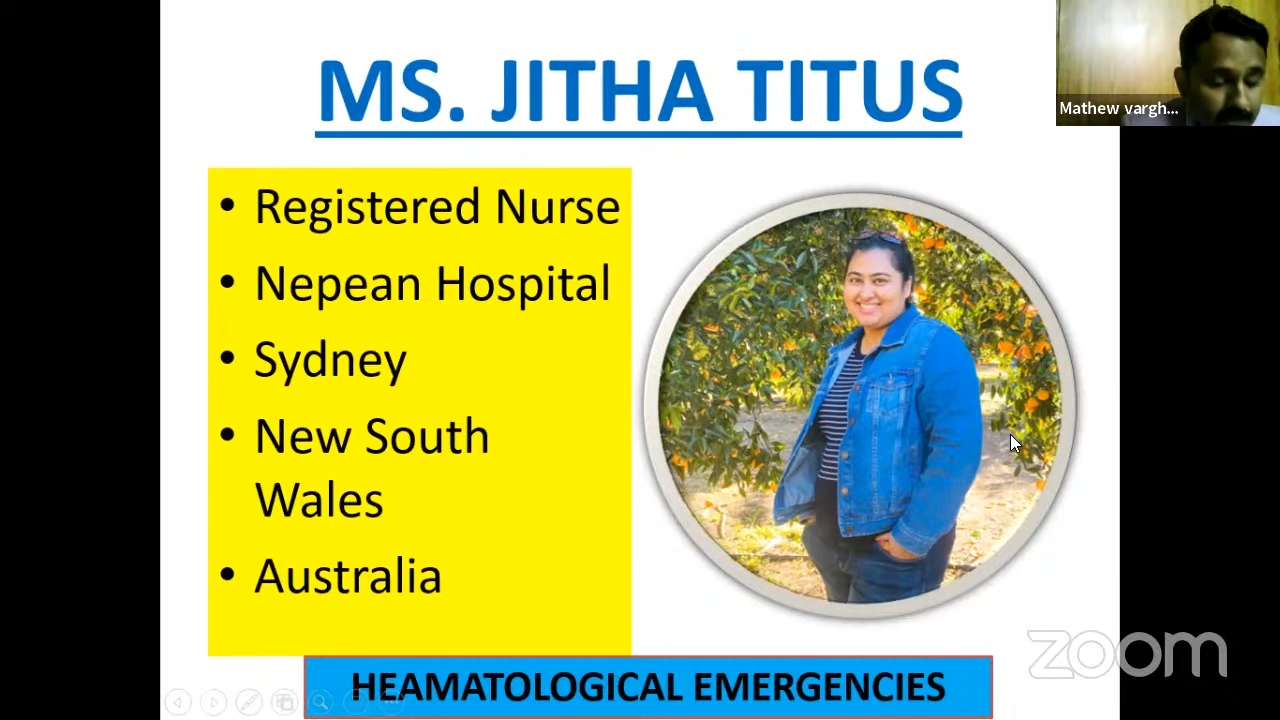 MS. JITHA TITUS
Mathew vargh...
• Registered Nurse
• Nepean Hospital
• Sydney
• New South
Wales
• Australia
zoom
HEAMATOLOGICAL EMERGENCIES